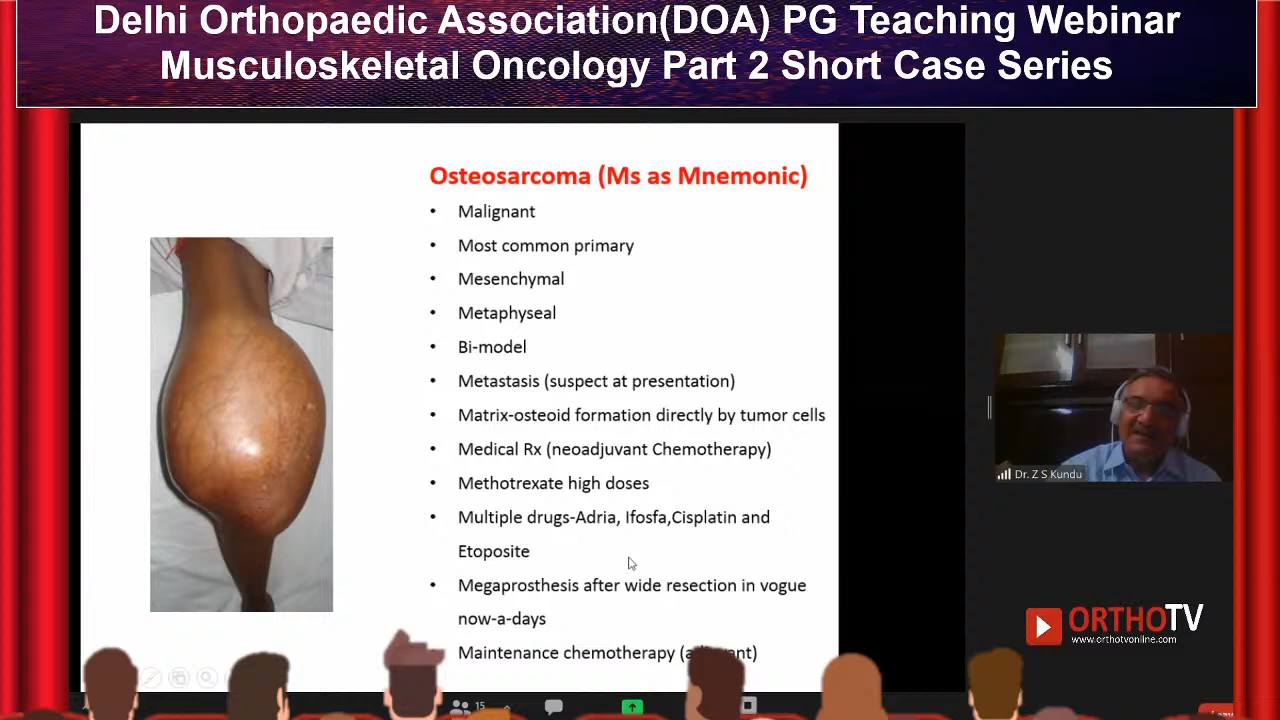 Delhi Orthopaedic Association(DOA) PG Teaching Webinar
Musculoskeletal Oncology Part 2 Short Case Series
Osteosarcoma (Ms as Mnemonic)
• Malignant
• Most common primary
• Mesenchymal
• Metaphyseal
• Bi-model
• Metastasis (suspect at presentation)
• Matrix-osteoid formation directly by tumor cells
• Medical Rx (neoadjuvant Chemotherapy)
• Methotrexate high doses
• Multiple drugs-Adria, Ifosfa,Cisplatin and
Etoposite
• Megaprosthesis after wide resection in vogue
now-a-days
Maintenance chemotherapy
Dr. Z S Kundu
ORTHOTV
www.orthotvonline.com
15